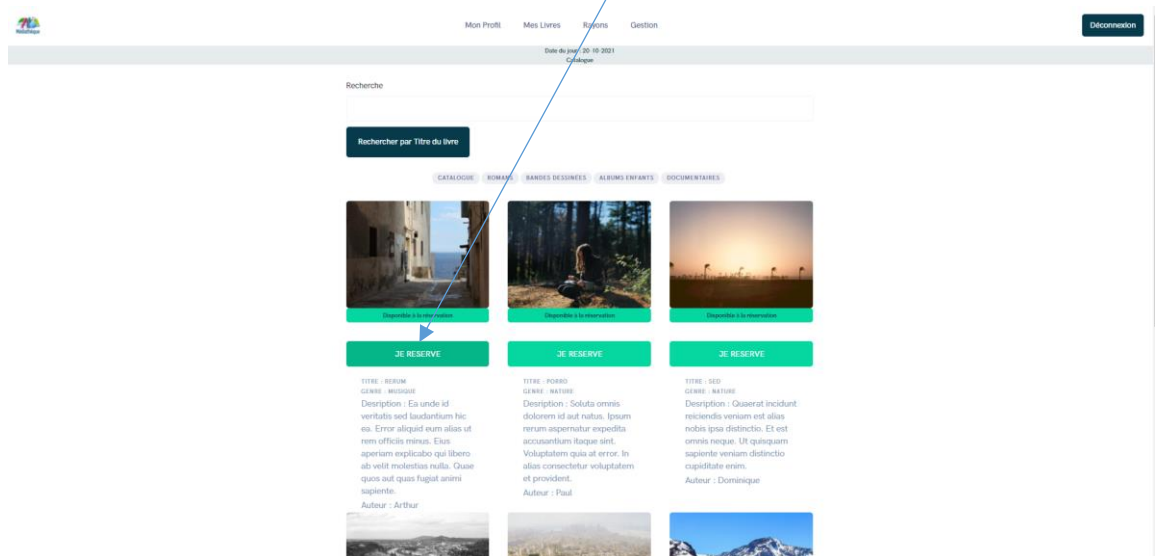 Médiathèque
Mon Profil Mes Livres Rayons Gestion
Déconnexion
Date du jour : 20-10-2021
Catalogue
Recherche
Rechercher par Titre du livre
CATALOGUE ROMANS BANDES DESSINÉES ALBUMS ENFANTS DOCUMENTAIRES
Disponible à la réservation
Disponible à la réservation
Disponible à la réservation
JE RESERVE
JE RESERVE
JE RESERVE
TITRE : RERUM
GENRE : MUSIQUE
Desription : Ea unde id
veritatis sed laudantium hic
ea. Error aliquid eum alias ut
rem officiis minus. Eius
aperiam explicabo qui libero
ab velit molestias nulla. Quae
quos aut quas fugiat animi
sapiente.
Auteur : Arthur
TITRE : PORRO
GENRE : NATURE
Desription : Soluta omnis
dolorem id aut natus. Ipsum
rerum aspernatur expedita
accusantium itaque sint.
Voluptatem quia at error. In
alias consectetur voluptatem
et provident.
Auteur : Paul
TITRE : SED
GENRE : NATURE
Desription : Quaerat incidunt
reiciendis veniam est alias
nobis ipsa distinctio. Et est
omnis neque. Ut quisquam
sapiente veniam distinctio
cupiditate enim.
Auteur : Dominique